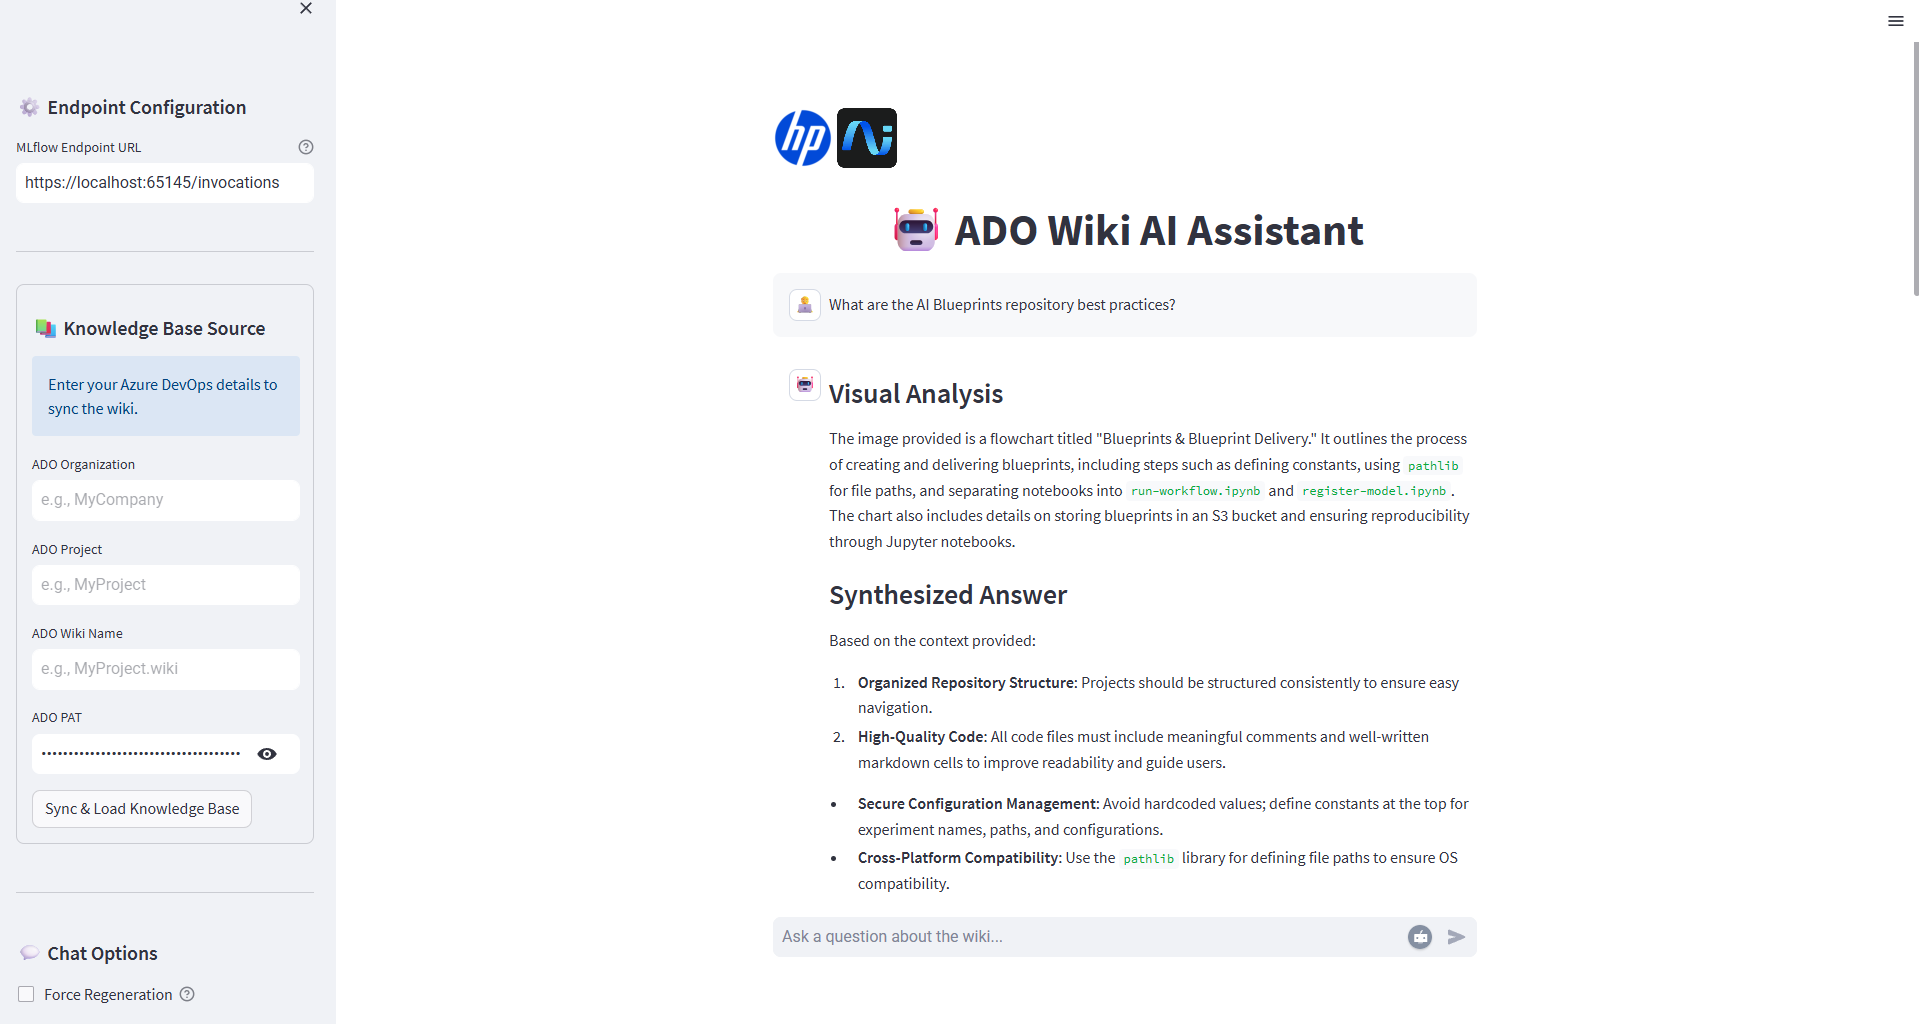 Endpoint Configuration
MLflow Endpoint URL
https://localhost:65145/invocations
Knowledge Base Source
Enter your Azure DevOps details to
sync the wiki.
ADO Organization
e.g., MyCompany
ADO Project
e.g., MyProject
ADO Wiki Name
e.g., MyProject.wiki
ADO PAT
Sync & Load Knowledge Base
Chat Options
Force Regeneration
hp
ADO Wiki AI Assistant
What are the AI Blueprints repository best practices?
Visual Analysis
The image provided is a flowchart titled "Blueprints & Blueprint Delivery." It outlines the process
of creating and delivering blueprints, including steps such as defining constants, using pathlib
for file paths, and separating notebooks into run-workflow.ipynb and register-model.ipynb.
The chart also includes details on storing blueprints in an S3 bucket and ensuring reproducibility
through Jupyter notebooks.
Synthesized Answer
Based on the context provided:
1. Organized Repository Structure: Projects should be structured consistently to ensure easy
navigation.
2. High-Quality Code: All code files must include meaningful comments and well-written
markdown cells to improve readability and guide users.
• Secure Configuration Management: Avoid hardcoded values; define constants at the top for
experiment names, paths, and configurations.
• Cross-Platform Compatibility: Use the pathlib library for defining file paths to ensure OS
compatibility.
Ask a question about the wiki...